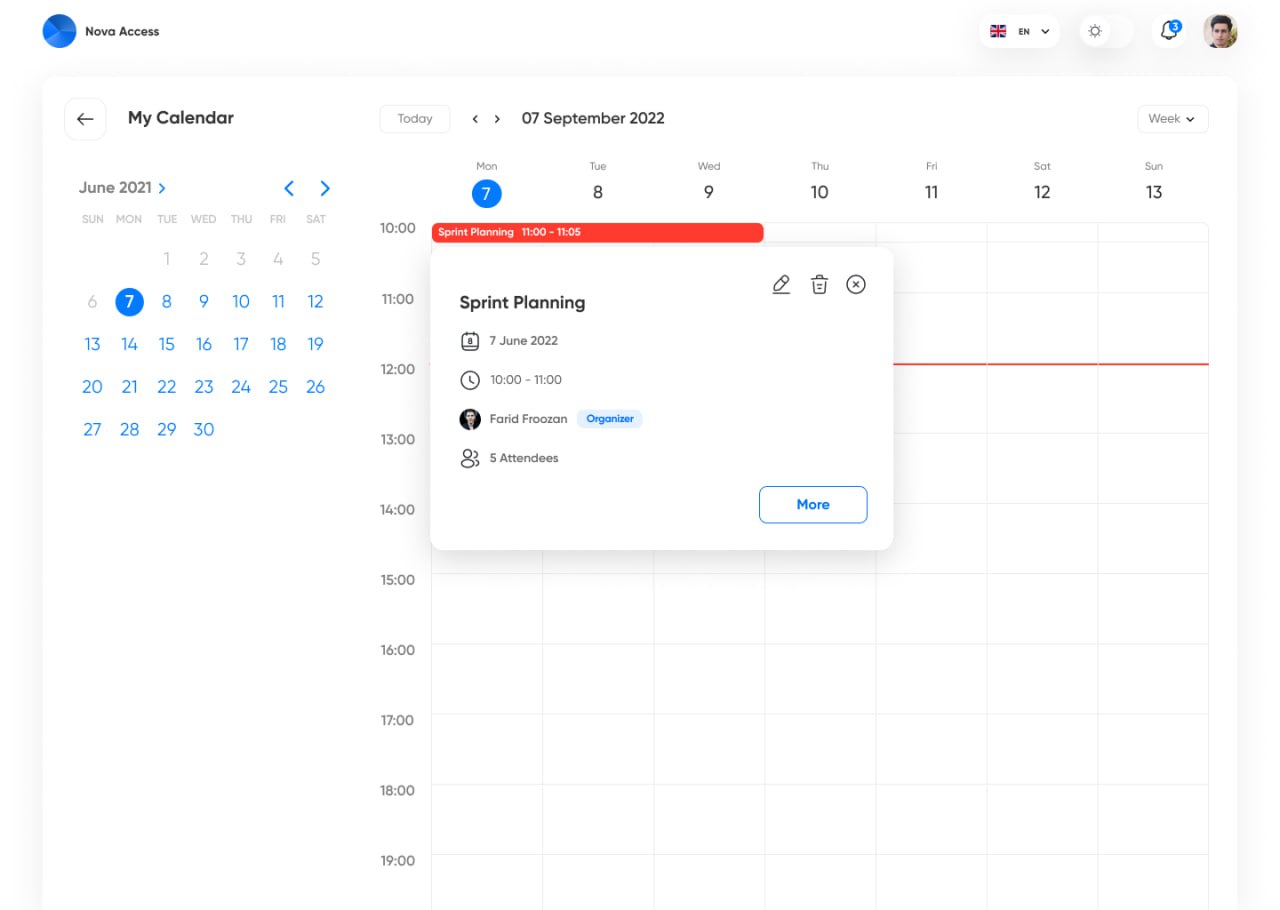 Nova Access
EN
3
My Calendar
Today
07 September 2022
Week
June 2021
SUN MON TUE WED THU FRI SAT
1 2 3 4 5
6 7 8 9 10 11 12
13 14 15 16 17 18 19
20 21 22 23 24 25 26
27 28 29 30
Mon Tue Wed Thu Fri Sat Sun
7 8 9 10 11 12 13
10:00
Sprint Planning 11:00 - 11:05
11:00
12:00
13:00
14:00
15:00
16:00
17:00
18:00
19:00
Sprint Planning
8
7 June 2022
10:00 - 11:00
Farid Froozan Organizer
5 Attendees
More